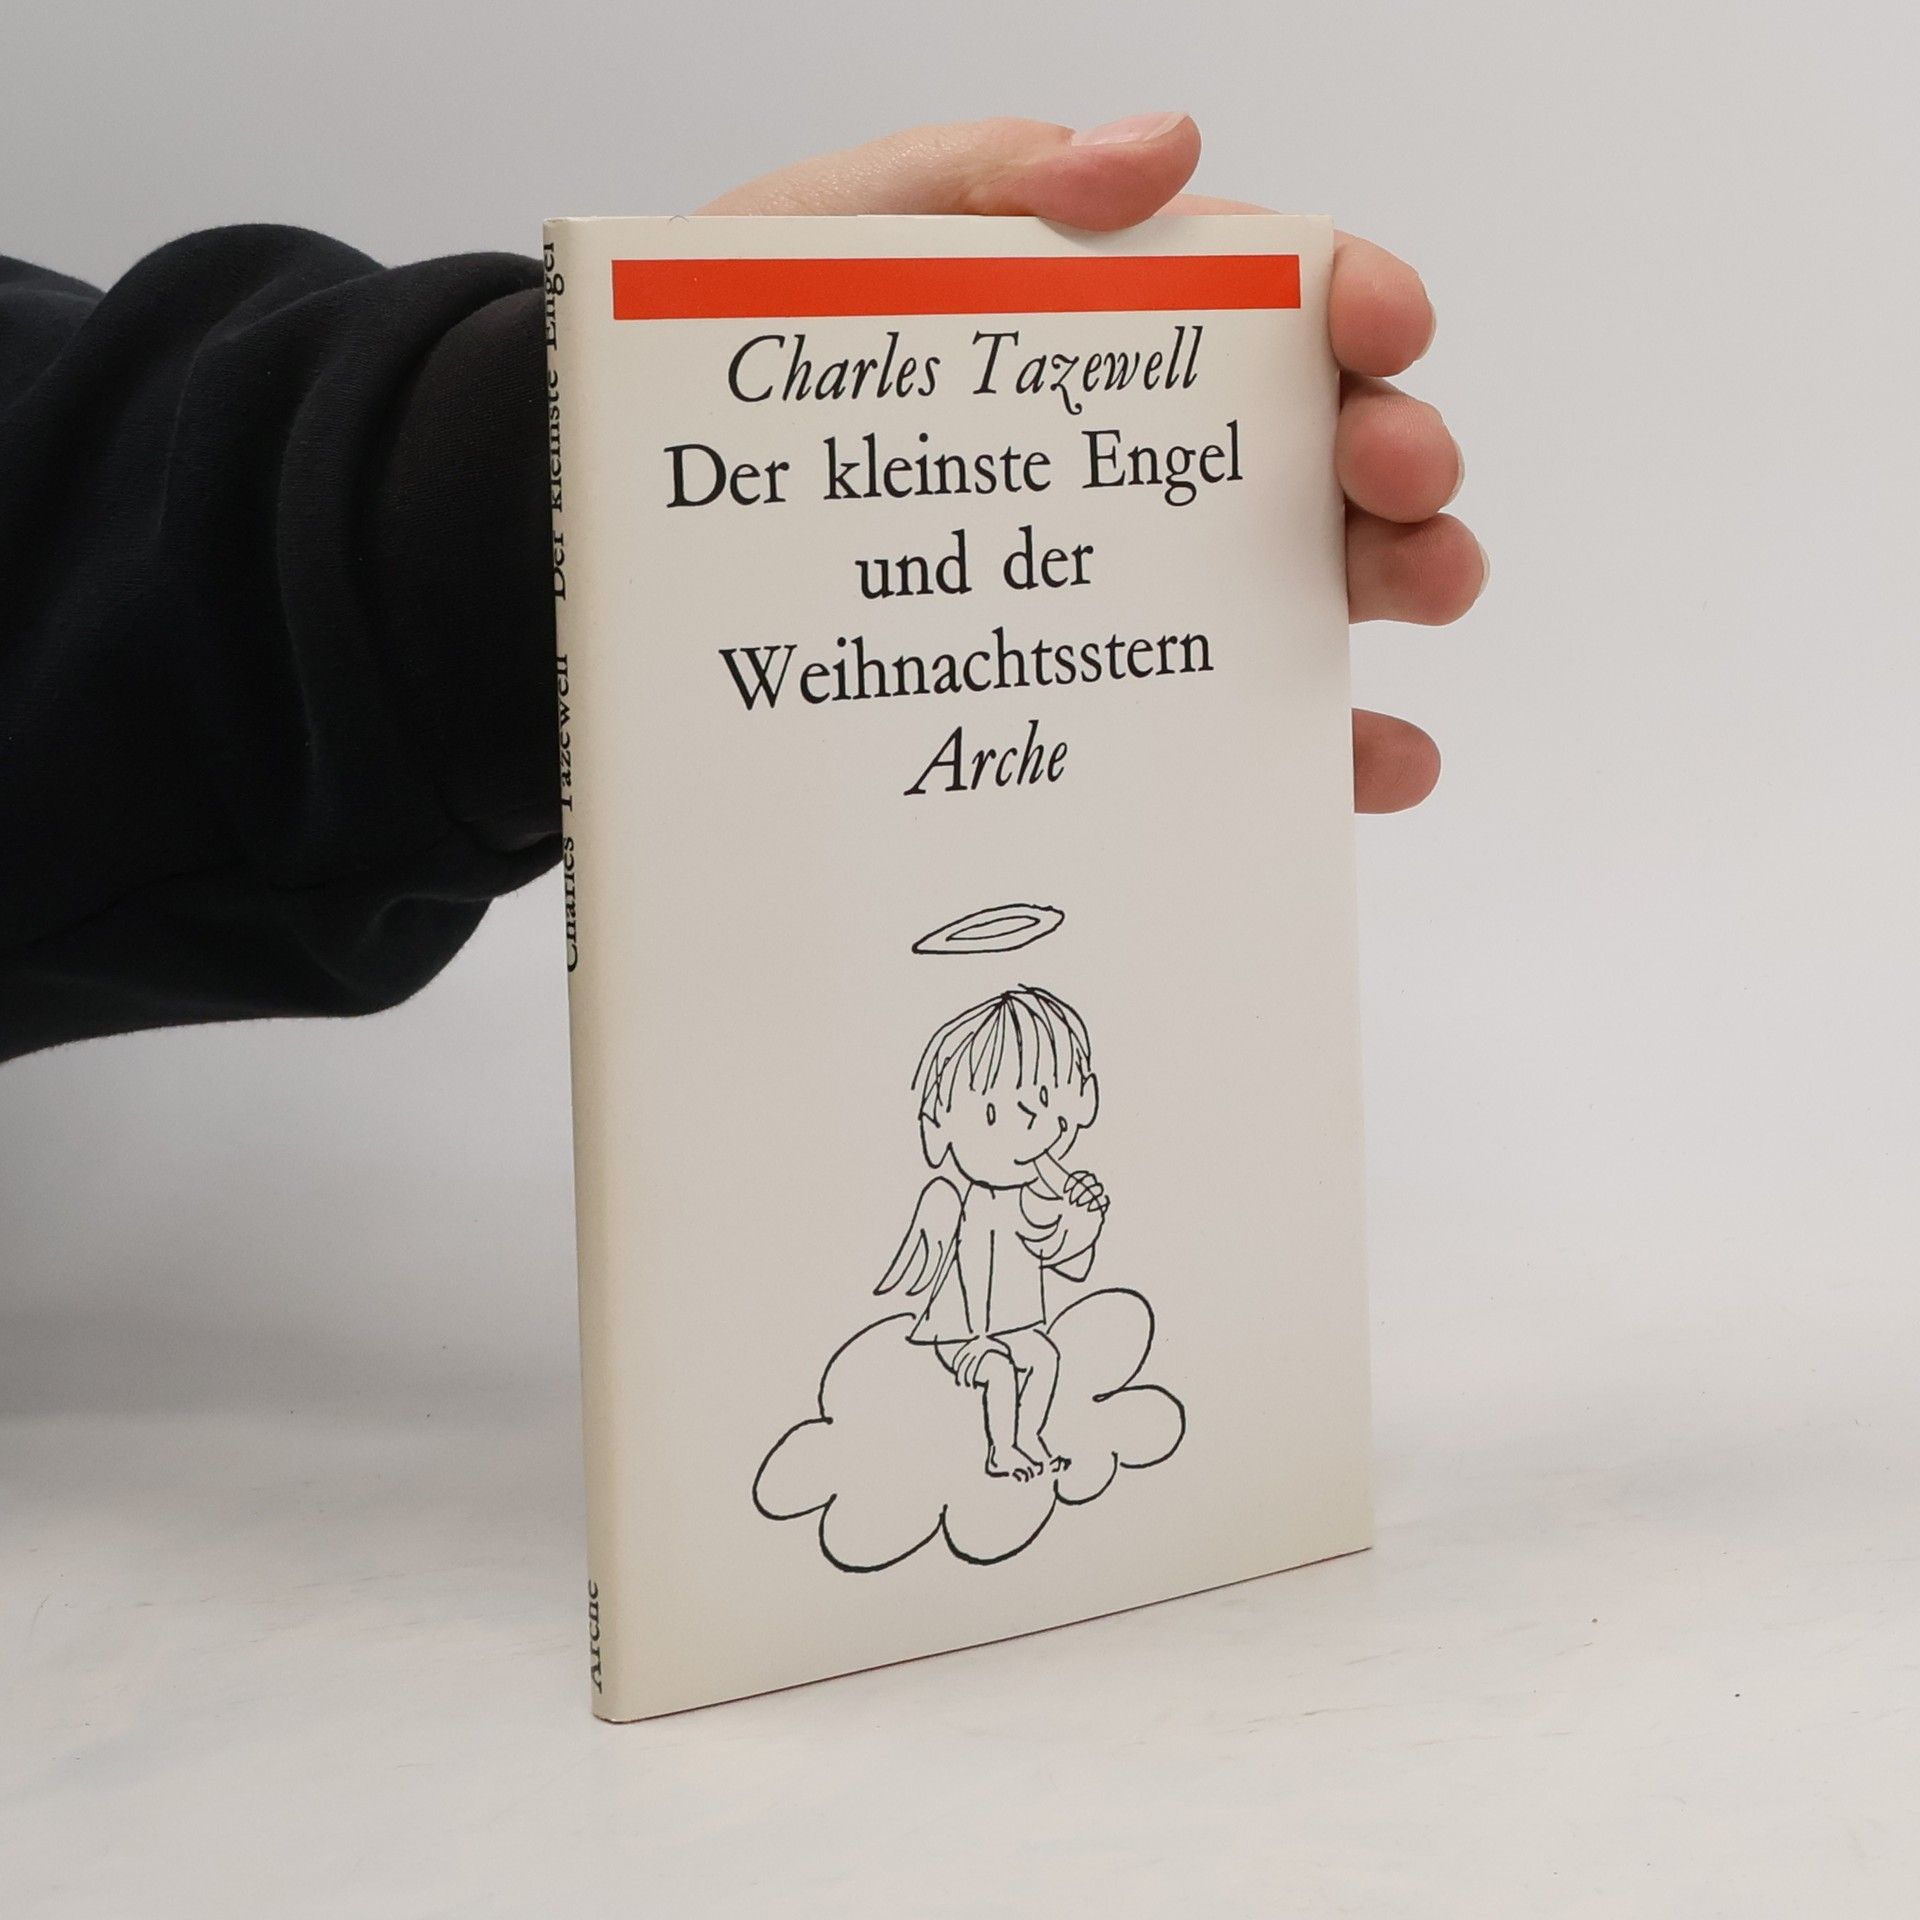 Charles Tazewell
Der kleinste Engel
und der
Weihnachtsstern
Arche
Charles Tazewell Der kleinste Engel
Arche